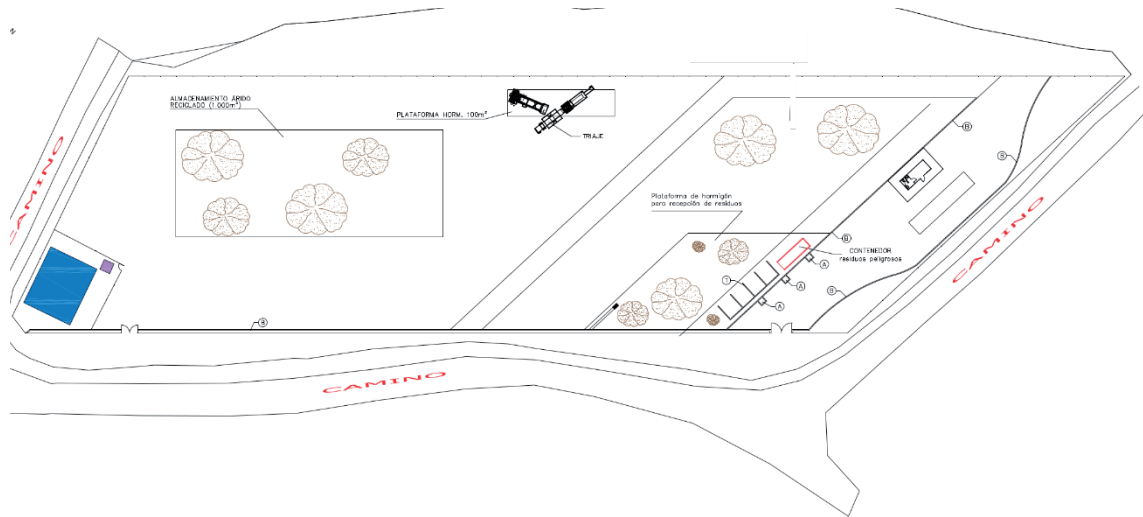 N
ALMACENAMIENTO ÁRIDO
RECICLADO (1.000m²)
PLATAFORMA HORM. 100m²
TRIAJE
B
B
CAMINO
Plataforma de hormigón
para recepción de residuos
B
CONTENEDOR
residuos peligrosos
A
1
A
A
B
B
CAMINO
CAMINO